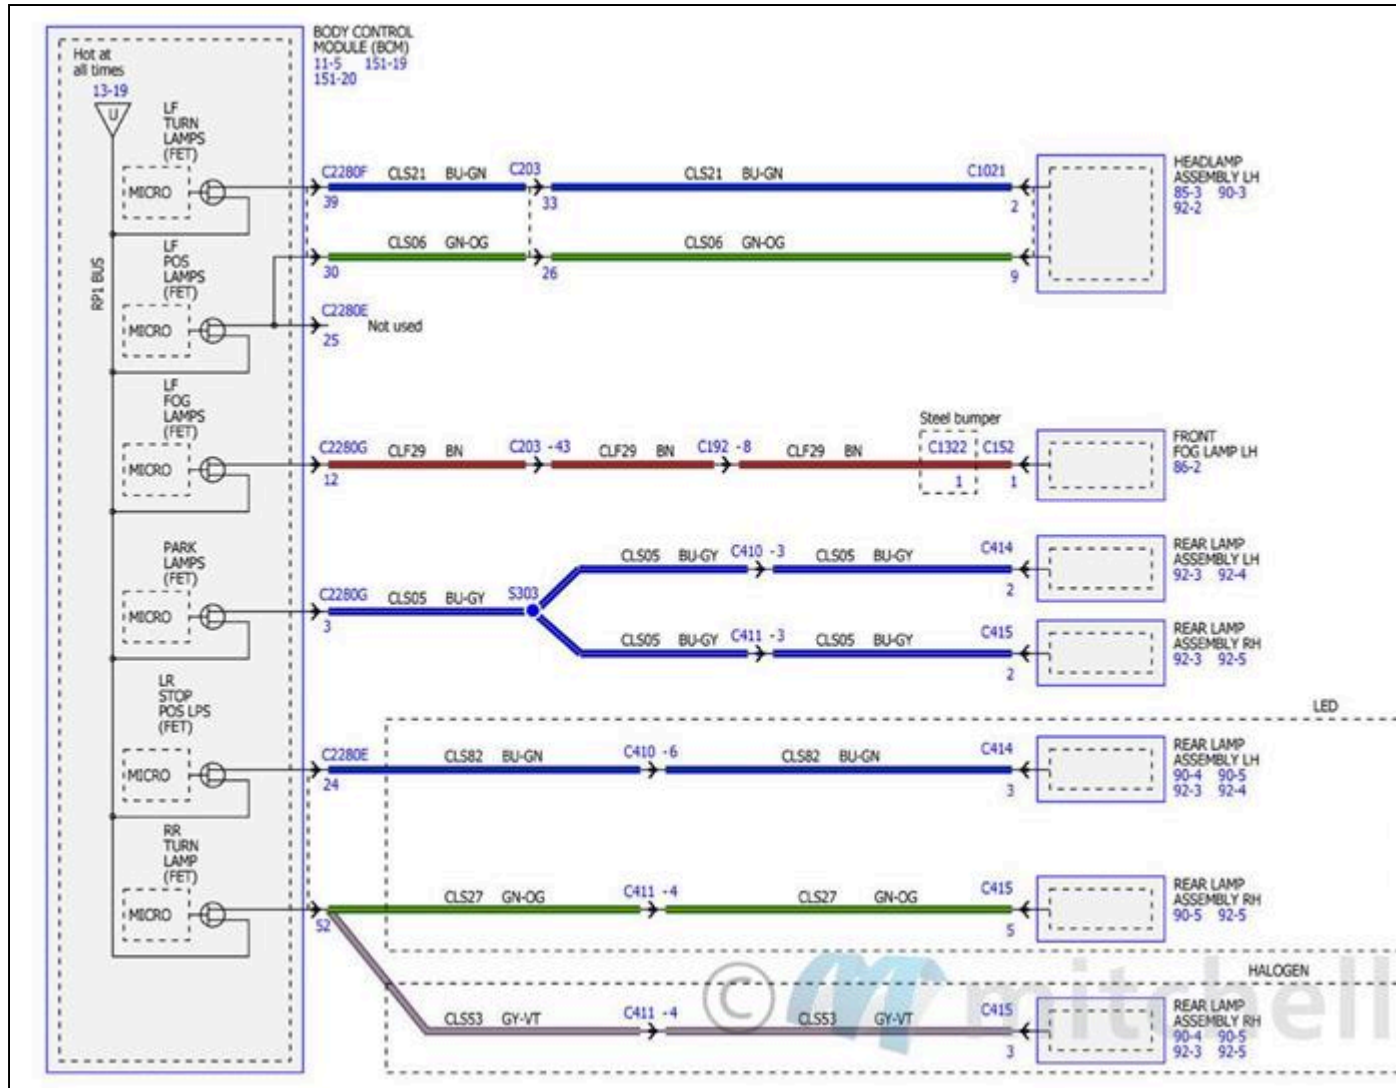 BODY CONTROL
MODULE (BCM)
11-5 151-19
151-20
Hot at
all times
13-19
U
LF
TURN
LAMPS
(FET)
MICRO
C2280F CLS21 BU-GN C203 CLS21 BU-GN C1021
39 33 2
HEADLAMP
ASSEMBLY LH
85-3 90-3
92-2
CLS06 GN-OG CLS06 GN-OG
30 26 9
RP1 BUS
LF
POS
LAMPS
(FET)
MICRO
C2280E
25 Not used
LF
FOG
LAMPS
(FET)
MICRO
Steel bumper
C2280G CLF29 BN C203 -43 CLF29 BN C192 -8 CLF29 BN C1322 C152
12 1 1
FRONT
FOG LAMP LH
86-2
PARK
LAMPS
(FET)
MICRO
C2280G CLS05 BU-GY S303
3
CLS05 BU-GY C410 -3 CLS05 BU-GY C414
2
REAR LAMP
ASSEMBLY LH
92-3 92-4
CLS05 BU-GY C411 -3 CLS05 BU-GY C415
2
REAR LAMP
ASSEMBLY RH
92-3 92-5
LR
STOP
POS LPS
(FET)
MICRO
LED
C2280E CLS82 BU-GN C410 -6 CLS82 BU-GN C414
24 3
REAR LAMP
ASSEMBLY LH
90-4 90-5
92-3 92-4
RR
TURN
LAMP
(FET)
MICRO
CLS27 GN-OG C411 -4 CLS27 GN-OG C415
52 5
REAR LAMP
ASSEMBLY RH
90-5 92-5
HALOGEN
CLS53 GY-VT C411 -4 CLS53 GY-VT C415
3
REAR LAMP
ASSEMBLY RH
90-4 90-5
92-3 92-5
© mitchell